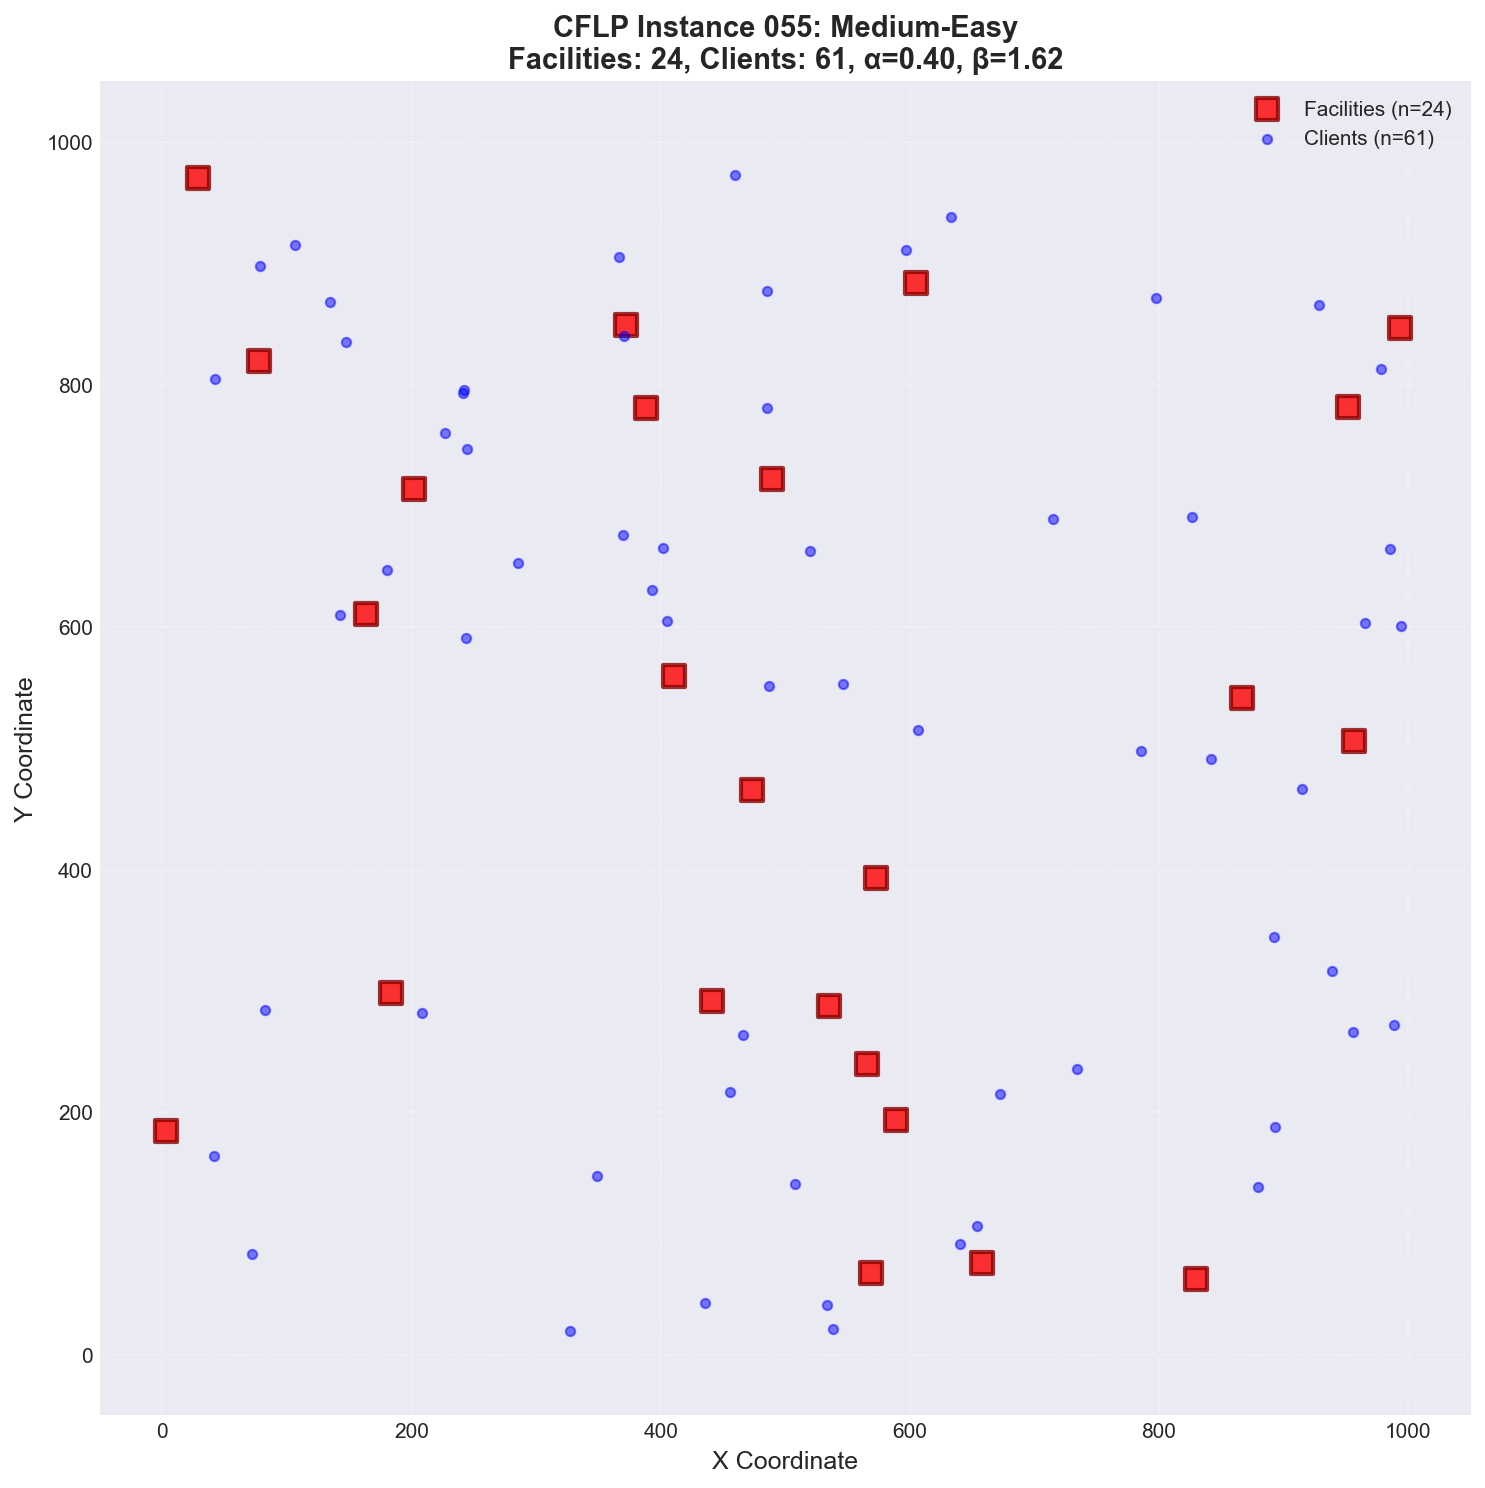 CFLP Instance 055: Medium-Easy
Facilities: 24, Clients: 61, α=0.40, β=1.62
Facilities (n=24)
Clients (n=61)
1000
800
600
400
200
0
Y Coordinate
0 200 400 600 800 1000
X Coordinate